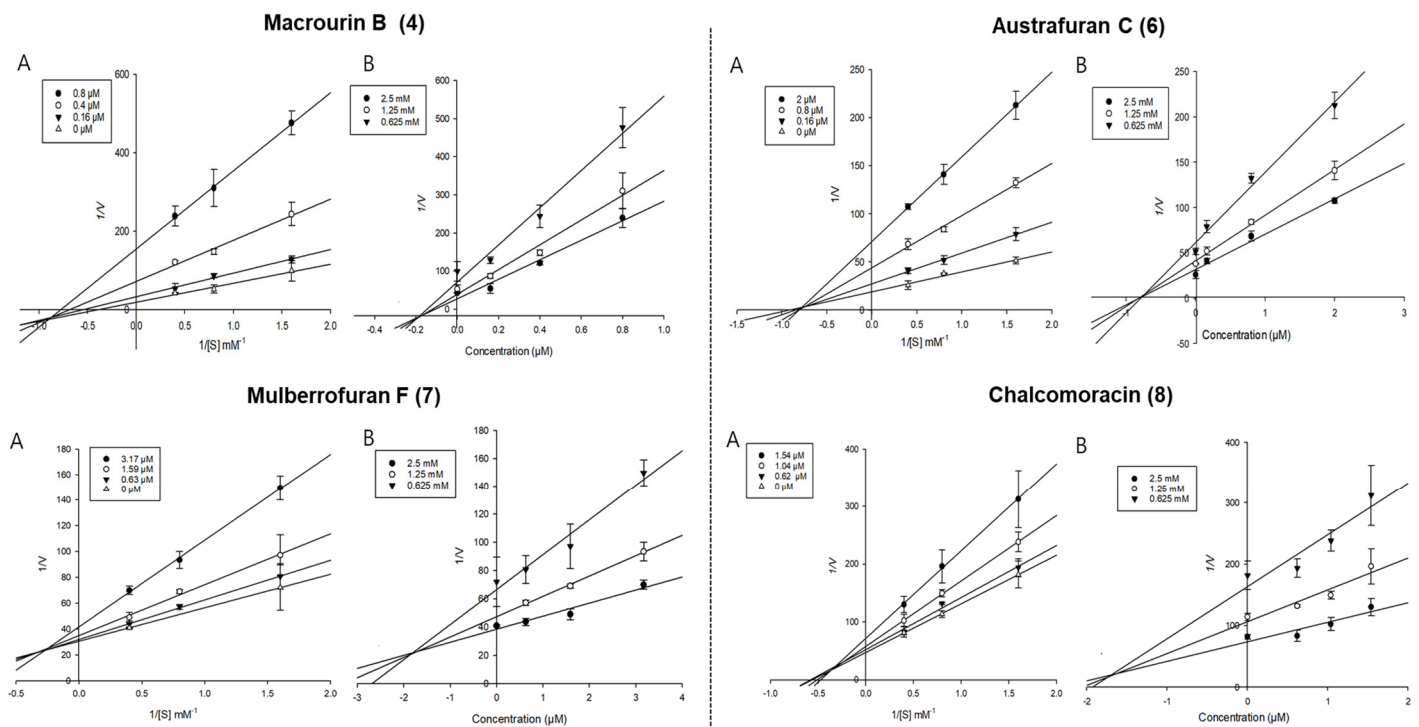 Macrourin B (4)
A
0.8 µM
0.4 µM
0.16 µM
0 µM
600
400
200
0
1/V
-1.0
-0.5
0.0
0.5
1.0
1.5
2.0
1/[S] mM⁻¹
B
2.5 mM
1.25 mM
0.625 mM
600
500
400
300
200
100
0
1/V
-0.4
-0.2
0.0
0.2
0.4
0.6
0.8
1.0
Concentration (µM)
Austrafuran C (6)
A
2 µM
0.8 µM
0.16 µM
0 µM
250
200
150
100
50
0
1/V
-1.5
-1.0
-0.5
0.0
0.5
1.0
1.5
2.0
1/[S] mM⁻¹
B
2.5 mM
1.25 mM
0.625 mM
250
200
150
100
50
0
-50
1/V
-1
0
1
2
3
Concentration (µM)
Mulberrofuran F (7)
A
3.17 µM
1.59 µM
0.63 µM
0 µM
180
160
140
120
100
80
60
40
20
0
1/V
-0.5
0.0
0.5
1.0
1.5
2.0
1/[S] mM⁻¹
B
2.5 mM
1.25 mM
0.625 mM
180
160
140
120
100
80
60
40
20
0
1/V
-3
-2
-1
0
1
2
3
4
Concentration (µM)
Chalcomoracin (8)
A
1.54 µM
1.04 µM
0.62 µM
0 µM
400
300
200
100
0
1/V
-1.0
-0.5
0.0
0.5
1.0
1.5
2.0
1/[S] mM⁻¹
B
2.5 mM
1.25 mM
0.625 mM
400
300
200
100
0
1/V
-2
-1
0
1
2
Concentration (µM)